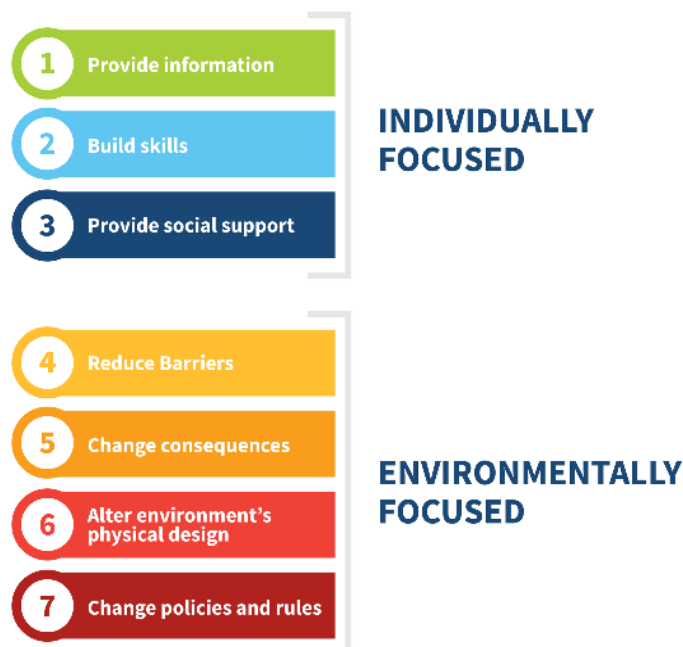 1
Provide information
2
Build skills
3
Provide social support
INDIVIDUALLY
FOCUSED
4
Reduce Barriers
5
Change consequences
6
Alter environment’s
physical design
7
Change policies and rules
ENVIRONMENTALLY
FOCUSED